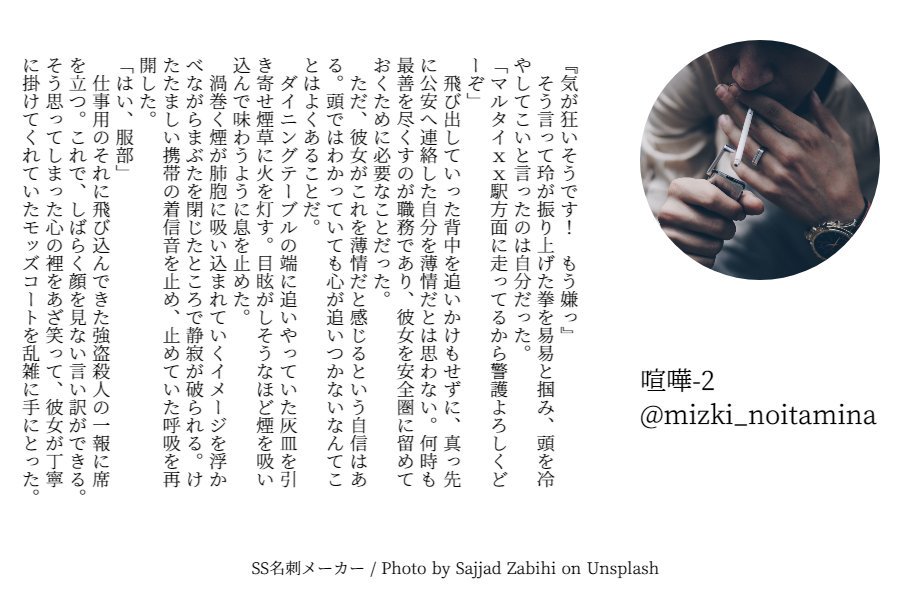 『気が狂いそうです！　もう嫌っ』
　そう言って玲が振り上げた拳を易易と掴み、頭を冷
やしてこいと言ったのは自分だった。
「マルタイｘｘ駅方面に走ってるから警護よろしくど
ーぞ」
　飛び出していった背中を追いかけもせずに、真っ先
に公安へ連絡した自分を薄情だとは思わない。何時も
最善を尽くすのが職務であり、彼女を安全圏に留めて
おくために必要なことだった。
　ただ、彼女がこれを薄情だと感じるという自信はあ
る。頭ではわかっていても心が追いつかないなんてこ
とはよくあることだ。
　ダイニングテーブルの端に追いやっていた灰皿を引
き寄せ煙草に火を灯す。目眩がしそうなほど煙を吸い
込んで味わうように息を止めた。
　渦巻く煙が肺胞に吸い込まれていくイメージを浮か
べながらまぶたを閉じたところで静寂が破られる。け
たたましい携帯の着信音を止め、止めていた呼吸を再
開した。
「はい、服部」
　仕事用のそれに飛び込んできた強盗殺人の一報に席
を立つ。これで、しばらく顔を見ない言い訳ができる。
そう思ってしまった心の裡をあざ笑って、彼女が丁寧
に掛けてくれていたモッズコートを乱雑に手にとった。
喧嘩-2
@mizki_noitamina
SS名刺メーカー / Photo by Sajjad Zabihi on Unsplash